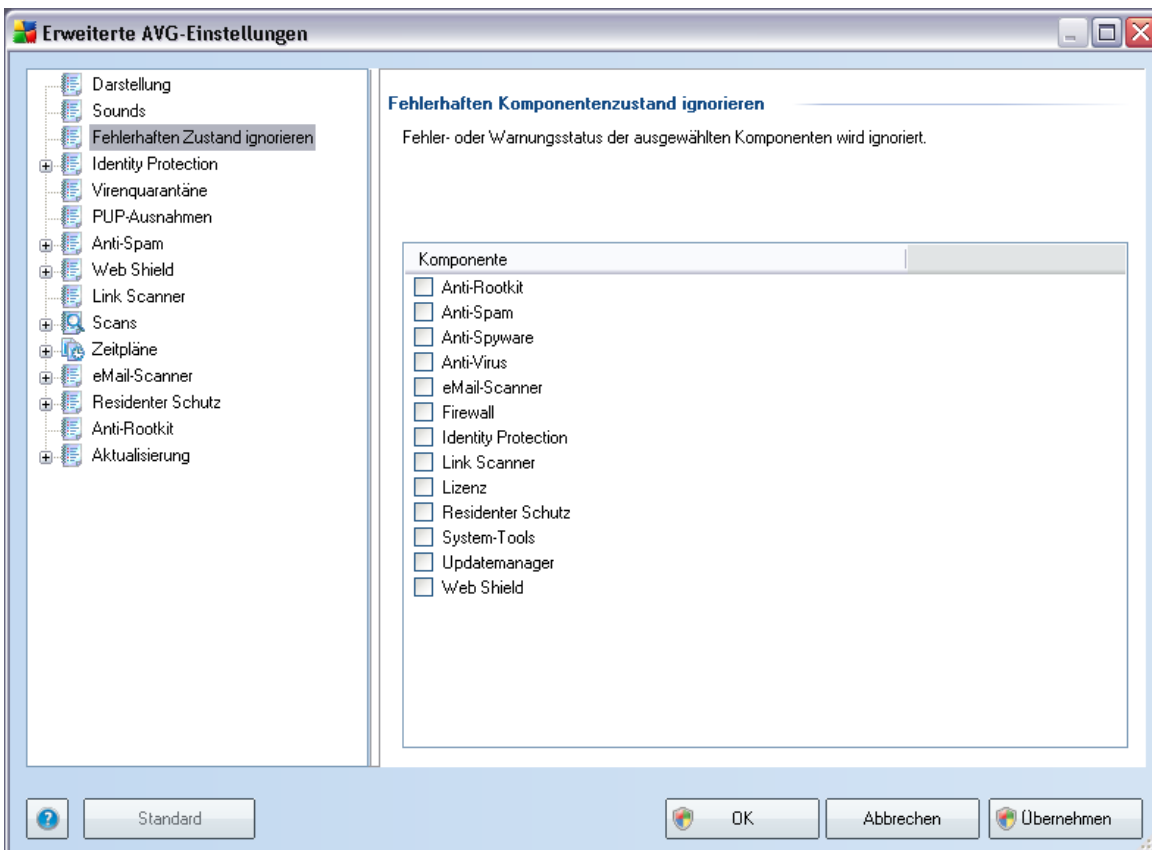 Erweiterte AVG-Einstellungen
Darstellung
Sounds
Fehlerhaften Zustand ignorieren
Identity Protection
Virenquarantäne
PUP-Ausnahmen
Anti-Spam
Web Shield
Link Scanner
Scans
Zeitpläne
eMail-Scanner
Residenter Schutz
Anti-Rootkit
Aktualisierung
Fehlerhaften Komponentenzustand ignorieren
Fehler- oder Warnungsstatus der ausgewählten Komponenten wird ignoriert.
Komponente
Anti-Rootkit
Anti-Spam
Anti-Spyware
Anti-Virus
eMail-Scanner
Firewall
Identity Protection
Link Scanner
Lizenz
Residenter Schutz
System-Tools
Updatemanager
Web Shield
? Standard OK Abbrechen Übernehmen